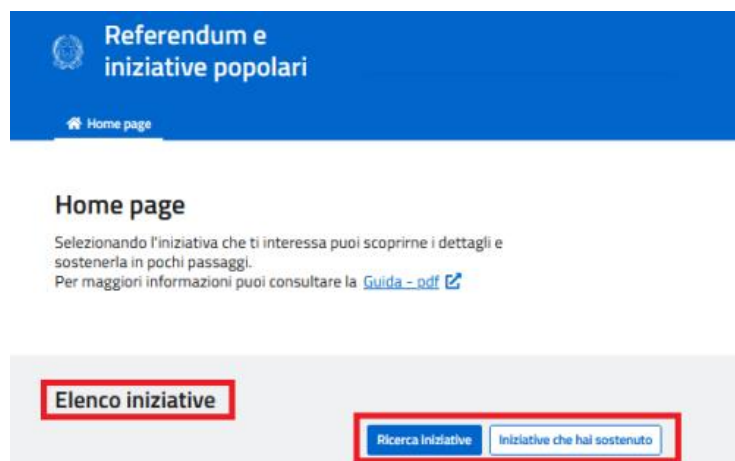 Referendum e
iniziative popolari
Home page
Home page
Selezionando l'iniziativa che ti interessa puoi scoprirne i dettagli e
sostenerla in pochi passaggi.
Per maggiori informazioni puoi consultare la Guida - pdf
Elenco iniziative
Ricerca iniziative Iniziative che hai sostenuto